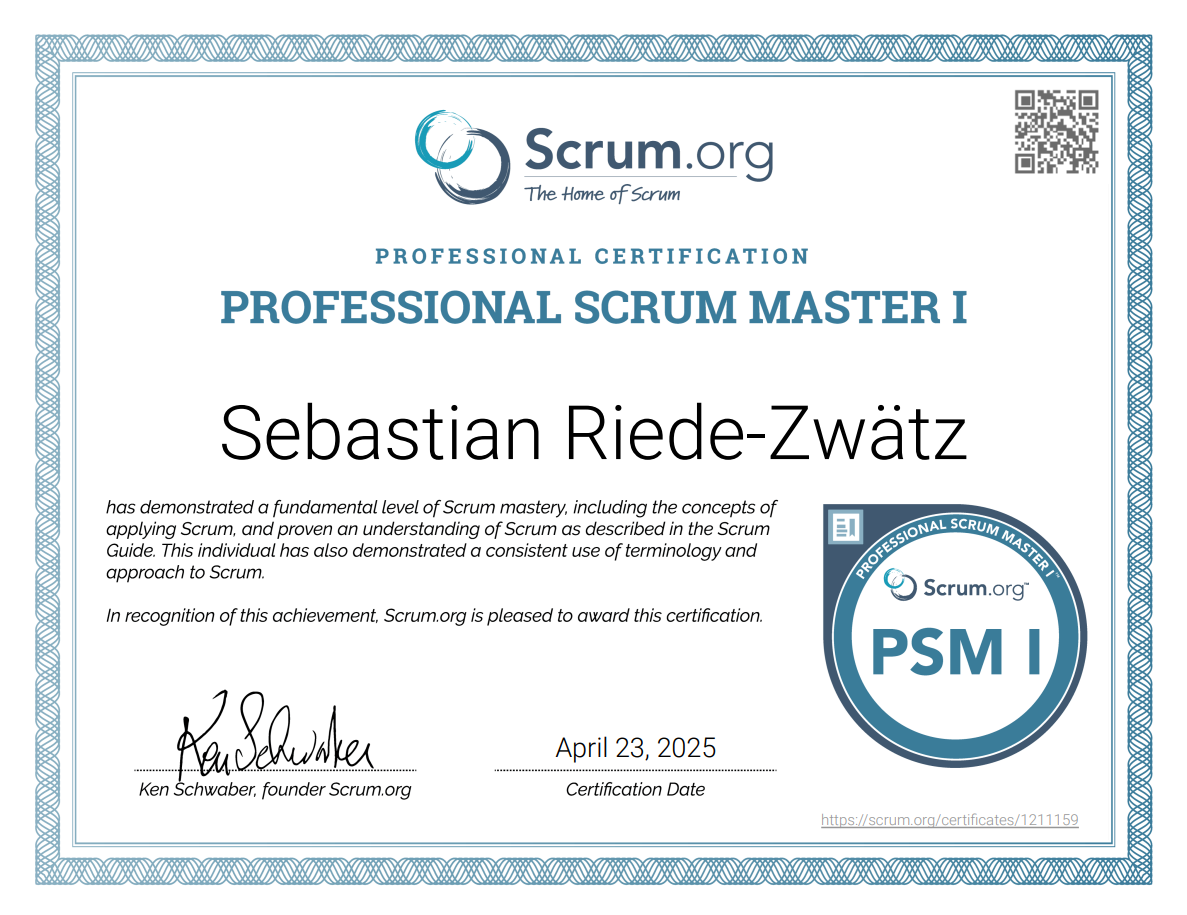 Scrum.org
The Home of Scrum
PROFESSIONAL CERTIFICATION
PROFESSIONAL SCRUM MASTER I
Sebastian Riede-Zwätz
has demonstrated a fundamental level of Scrum mastery, including the concepts of
applying Scrum, and proven an understanding of Scrum as described in the Scrum
Guide. This individual has also demonstrated a consistent use of terminology and
approach to Scrum.
In recognition of this achievement, Scrum.org is pleased to award this certification.
PROFESSIONAL SCRUM MASTER I™
Scrum.org™
PSM I
Ken Schwaber
April 23, 2025
Ken Schwaber, founder Scrum.org
Certification Date
https://scrum.org/certificates/1211159